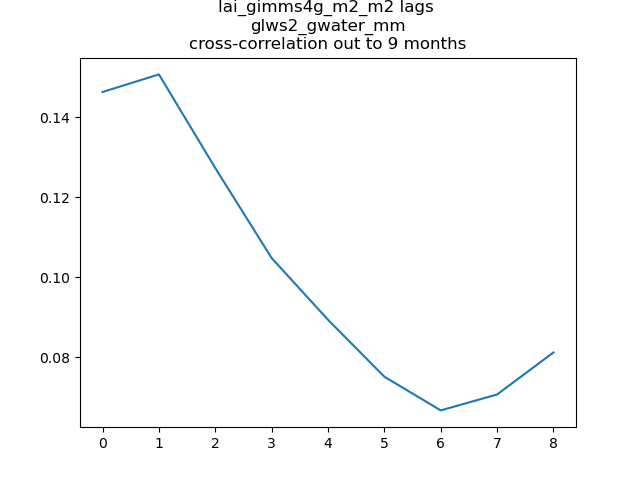 lai_gimms4g_m2_m2 lags
glws2_gwater_mm
cross-correlation out to 9 months
0.14
0.12
0.10
0.08
0 1 2 3 4 5 6 7 8